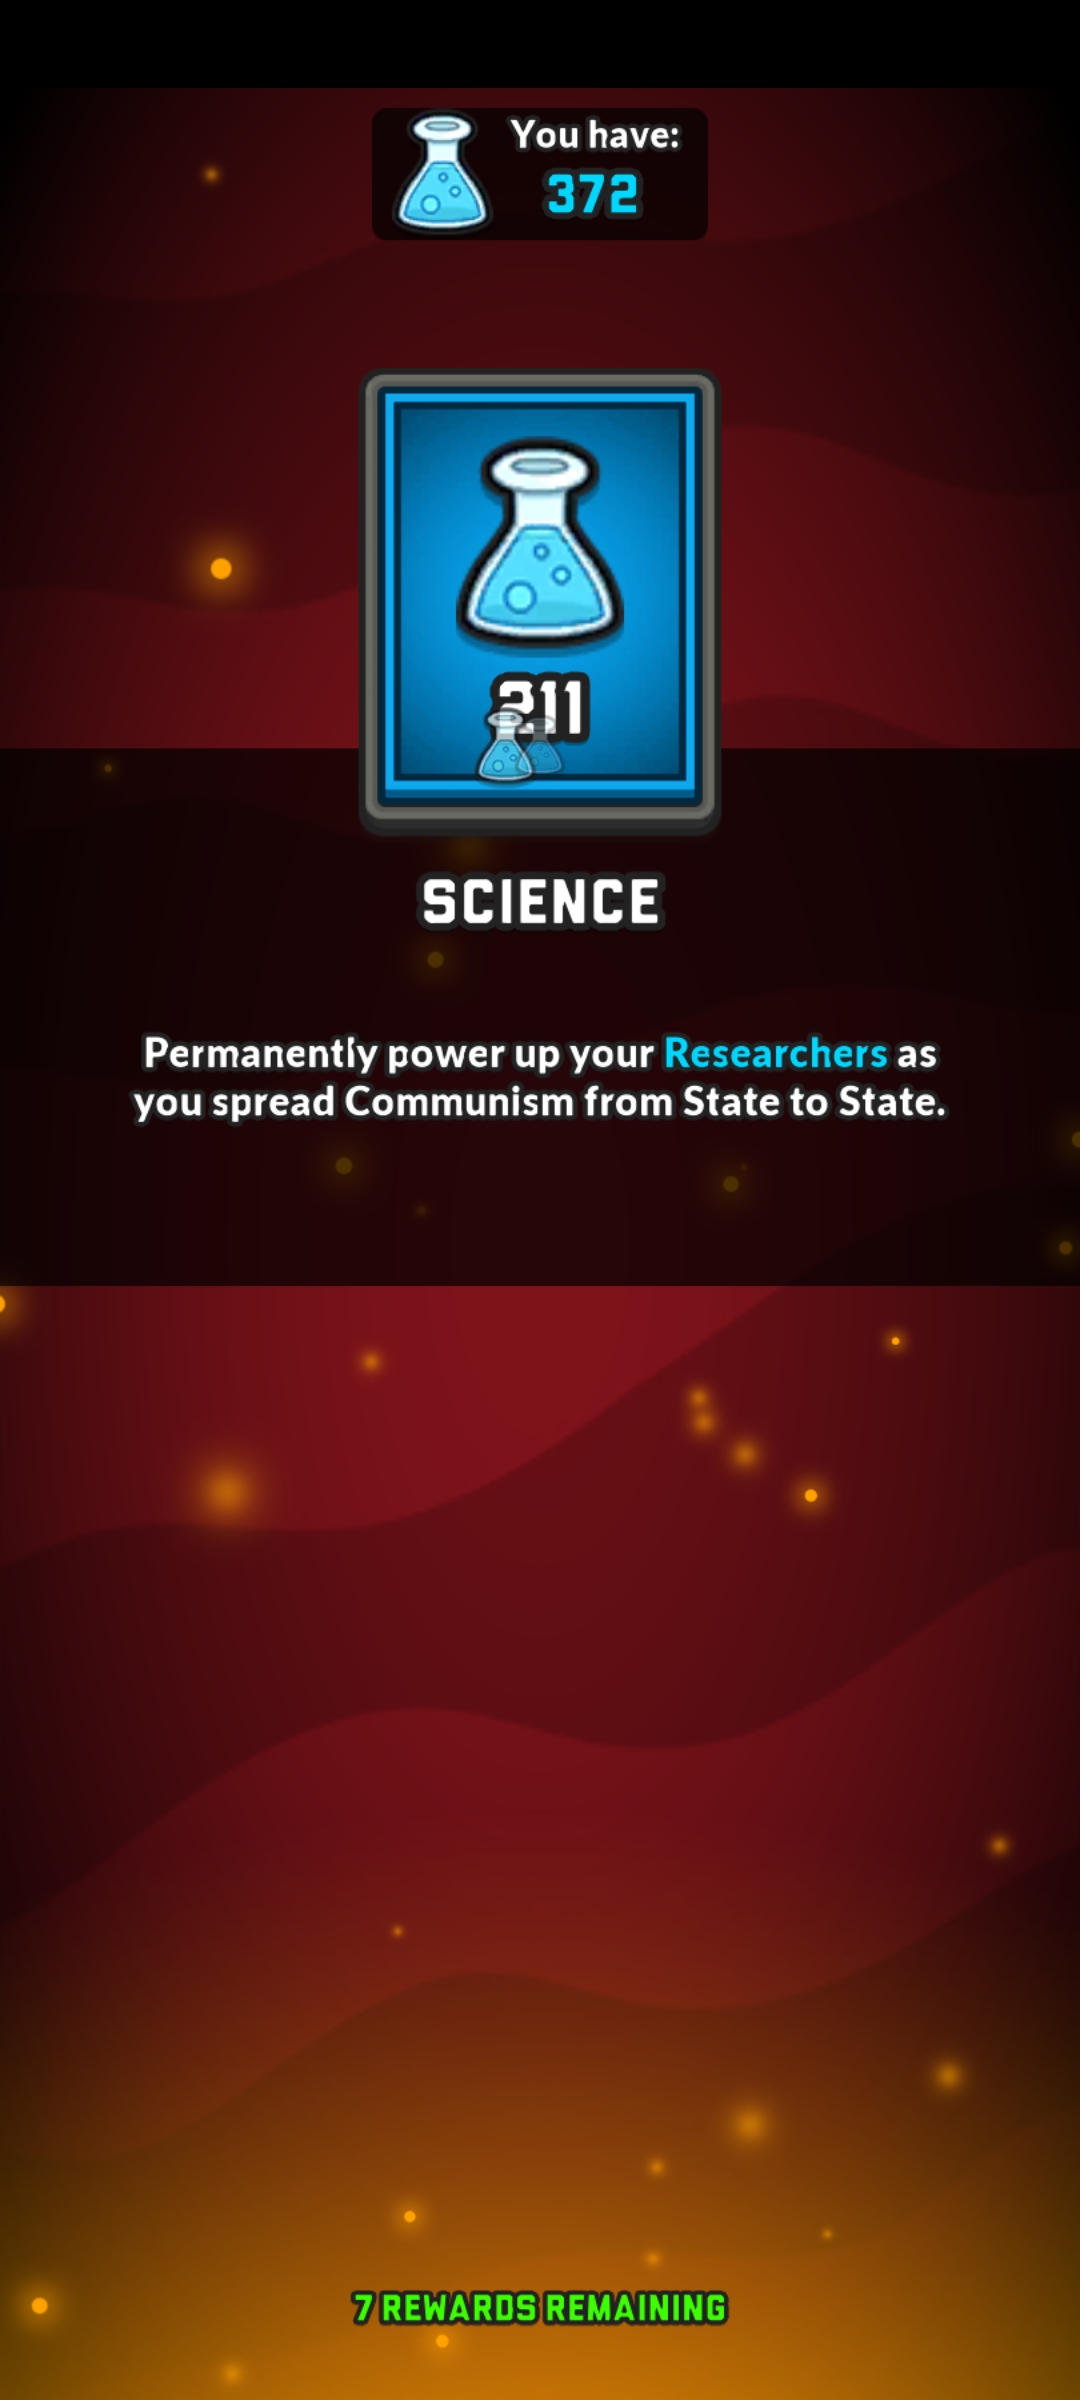 You have:
372
211
SCIENCE
Permanently power up your Researchers as
you spread Communism from State to State.
7 REWARDS REMAINING